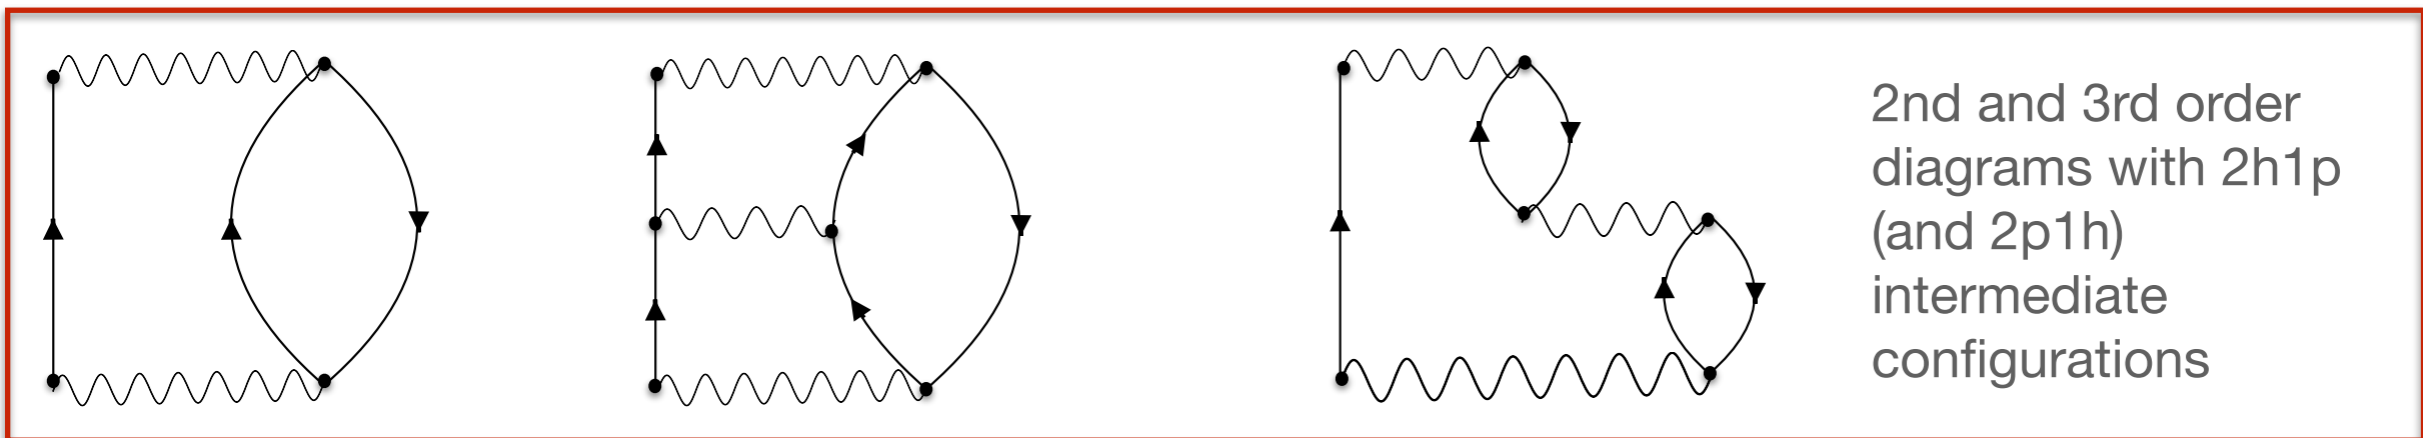 2nd and 3rd order
diagrams with 2h1p
(and 2p1h)
intermediate
configurations